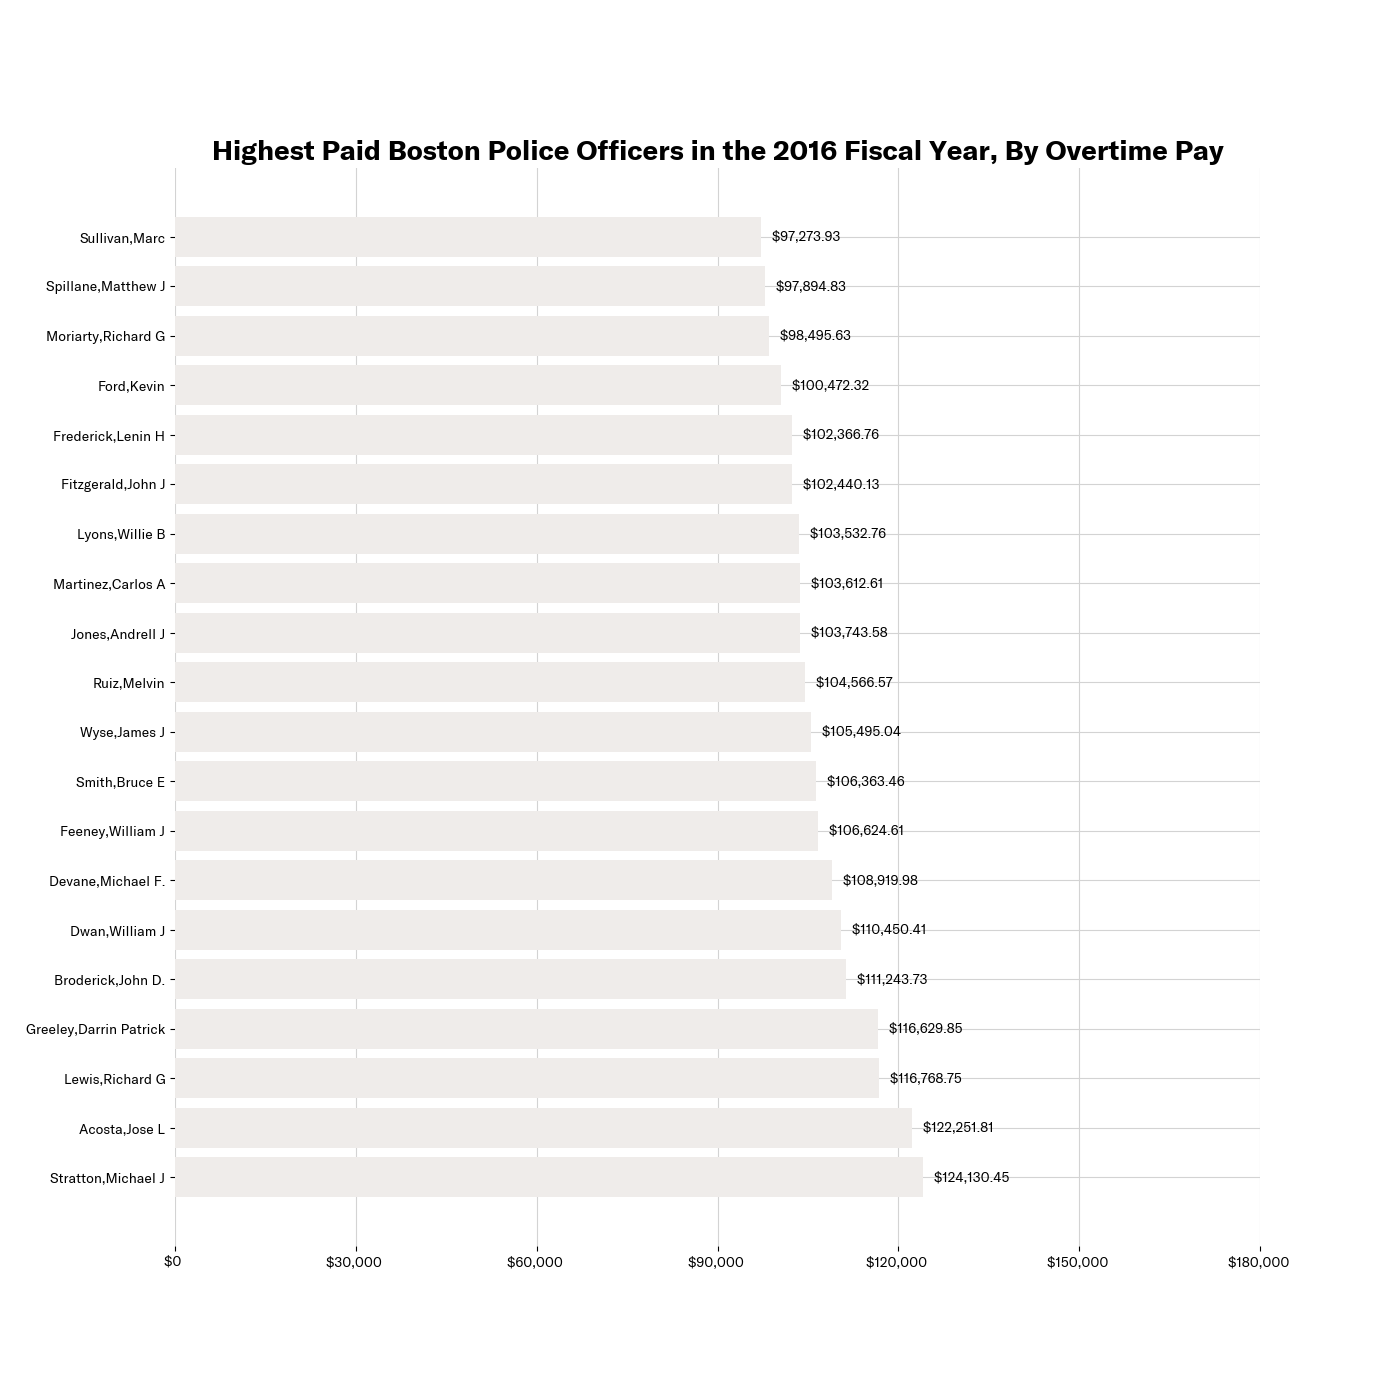 Highest Paid Boston Police Officers in the 2016 Fiscal Year, By Overtime Pay
Sullivan,Marc $97,273.93
Spillane,Matthew J $97,894.83
Moriarty,Richard G $98,495.63
Ford,Kevin $100,472.32
Frederick,Lenin H $102,366.76
Fitzgerald,John J $102,440.13
Lyons,Willie B $103,532.76
Martinez,Carlos A $103,612.61
Jones,Andrell J $103,743.58
Ruiz,Melvin $104,566.57
Wyse,James J $105,495.04
Smith,Bruce E $106,363.46
Feeney,William J $106,624.61
Devane,Michael F. $108,919.98
Dwan,William J $110,450.41
Broderick,John D. $111,243.73
Greeley,Darrin Patrick $116,629.85
Lewis,Richard G $116,768.75
Acosta,Jose L $122,251.81
Stratton,Michael J $124,130.45
$0 $30,000 $60,000 $90,000 $120,000 $150,000 $180,000